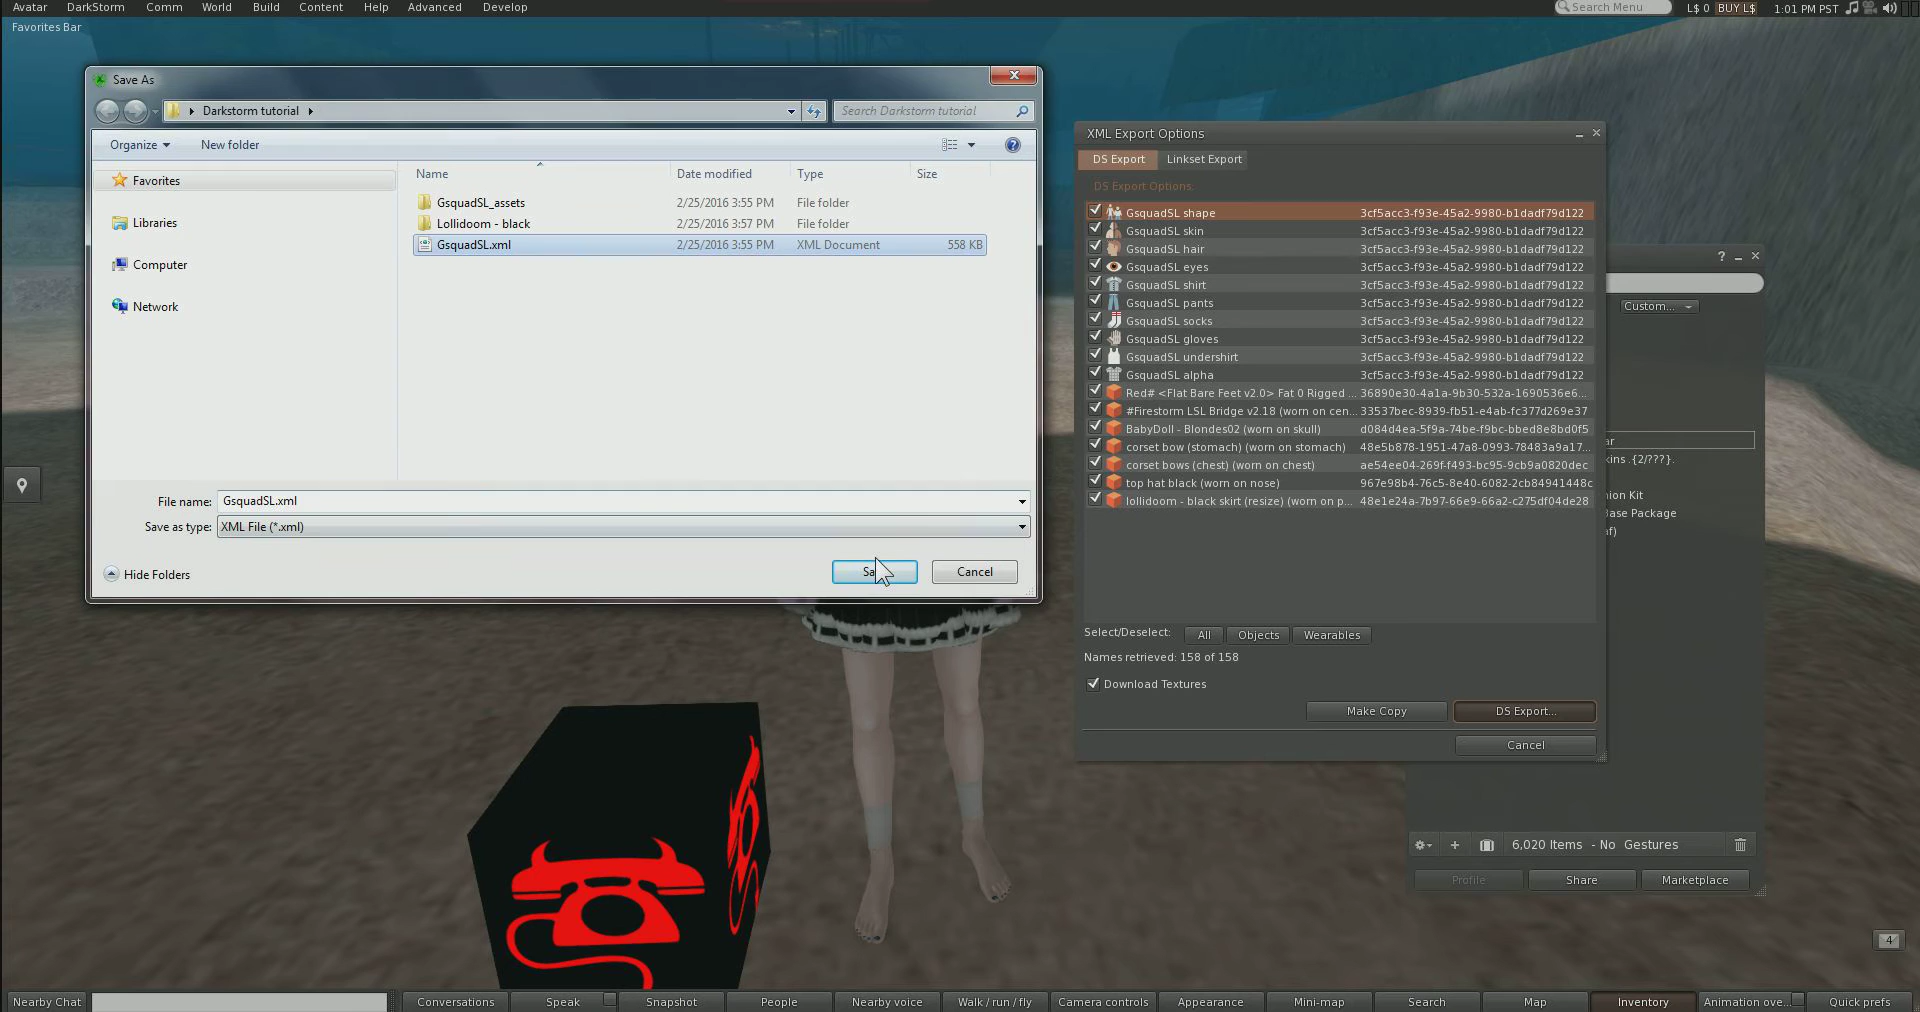 Avatar DarkStorm Comm World Build Content Help Advanced Develop
Search Menu L$ 0 BUY L$ 1:01 PM PST
Favorites Bar
Save As
Darkstorm tutorial
Search Darkstorm tutorial
Organize New folder
Favorites
Libraries
Computer
Network
Name Date modified Type Size
GsquadSL_assets 2/25/2016 3:55 PM File folder
Lollidoom - black 2/25/2016 3:57 PM File folder
GsquadSL.xml 2/25/2016 3:55 PM XML Document 558 KB
File name: GsquadSL.xml
Save as type: XML File (*.xml)
Hide Folders
Cancel
XML Export Options
DS Export Linkset Export
DS Export Options:
GsquadSL shape 3cf5acc3-f93e-45a2-9980-b1dadf79d122
GsquadSL skin 3cf5acc3-f93e-45a2-9980-b1dadf79d122
GsquadSL hair 3cf5acc3-f93e-45a2-9980-b1dadf79d122
GsquadSL eyes 3cf5acc3-f93e-45a2-9980-b1dadf79d122
GsquadSL shirt 3cf5acc3-f93e-45a2-9980-b1dadf79d122
GsquadSL pants 3cf5acc3-f93e-45a2-9980-b1dadf79d122
GsquadSL socks 3cf5acc3-f93e-45a2-9980-b1dadf79d122
GsquadSL gloves 3cf5acc3-f93e-45a2-9980-b1dadf79d122
GsquadSL undershirt 3cf5acc3-f93e-45a2-9980-b1dadf79d122
GsquadSL alpha 3cf5acc3-f93e-45a2-9980-b1dadf79d122
Red# <Flat Bare Feet v2.0> Fat 0 Rigged ... 36890e30-4a1a-9b30-532a-1690536e6...
#Firestorm LSL Bridge v2.18 (worn on cen... 33537bec-8939-fb51-e4ab-fc377d269e37
BabyDoll - Blondes02 (worn on skull) d084d4ea-5f9a-74be-f9bc-bbed8e8bd0f5
corset bow (stomach) (worn on stomach) 48e5b878-1951-47a8-0993-78483a9a17...
corset bows (chest) (worn on chest) ae54ee04-269f-f493-bc95-9cb9a0820dec
top hat black (worn on nose) 967e98b4-76c5-8e40-6082-2cb84941448c
lollidoom - black skirt (resize) (worn on p... 48e1e24a-7b97-66e9-66a2-c275df04de28
Select/Deselect: All Objects Wearables
Names retrieved: 158 of 158
Download Textures
Make Copy DS Export...
Cancel
Custom...
ar
kins .{2/???}.
nion Kit
Base Package
af)
6,020 Items - No Gestures
Profile Share Marketplace
4
Nearby Chat Conversations Speak Snapshot People Nearby voice Walk / run / fly Camera controls Appearance Mini-map Search Map Inventory Animation ove... Quick prefs